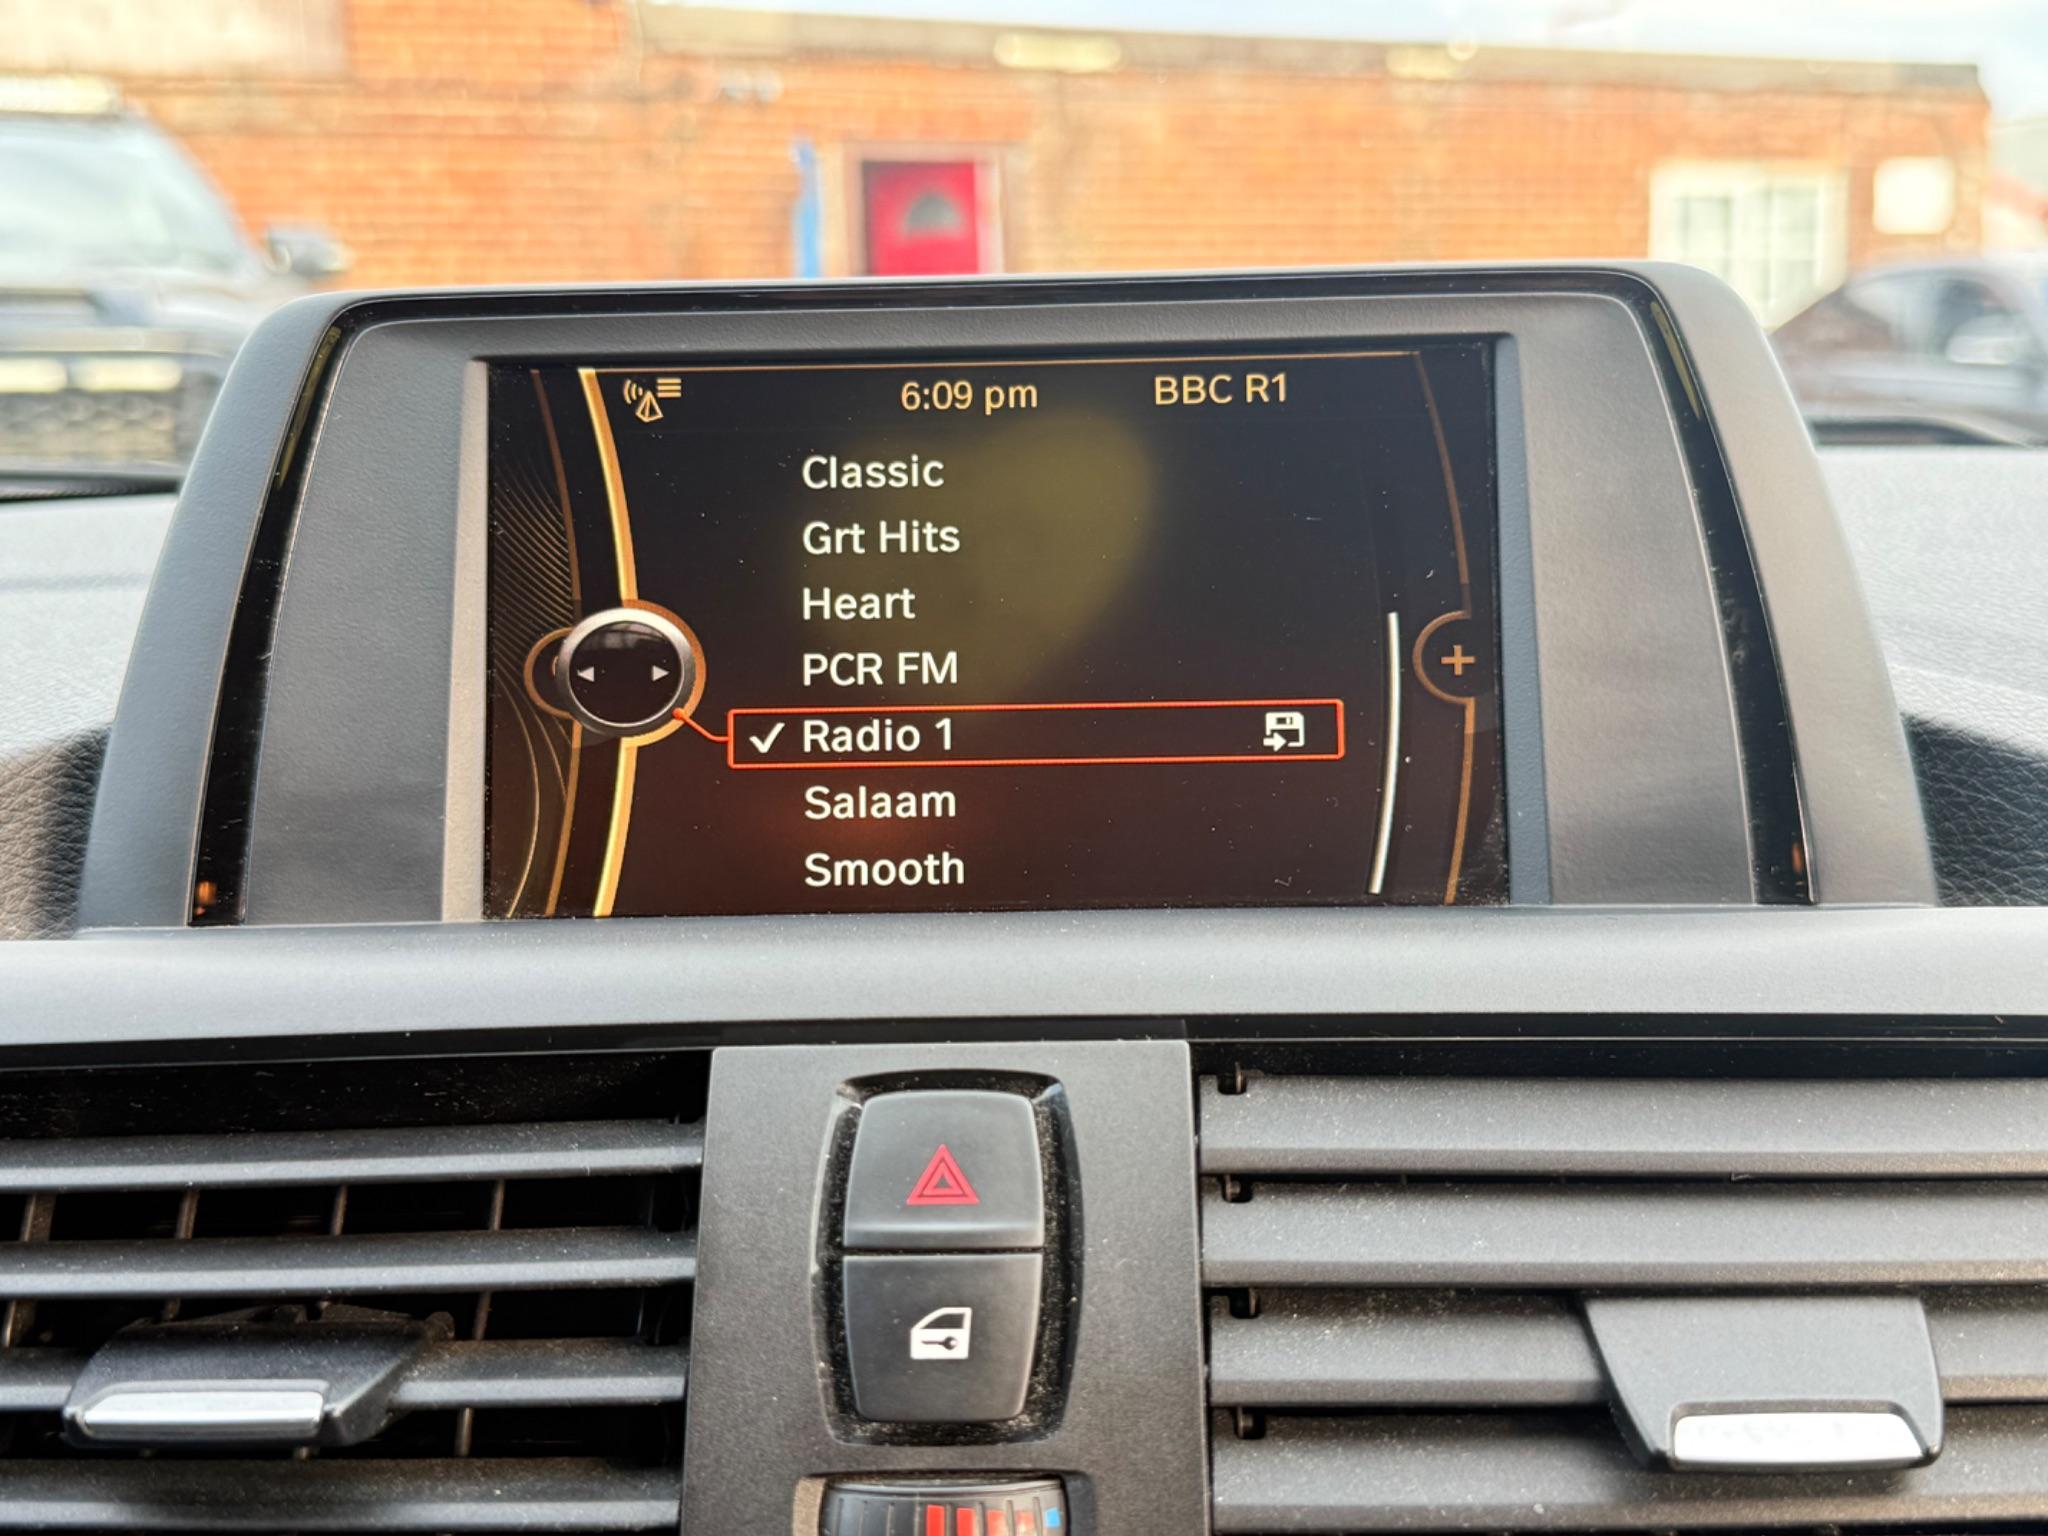 6:09 pm BBC R1
Classic
Grt Hits
Heart
PCR FM
Radio 1
Salaam
Smooth